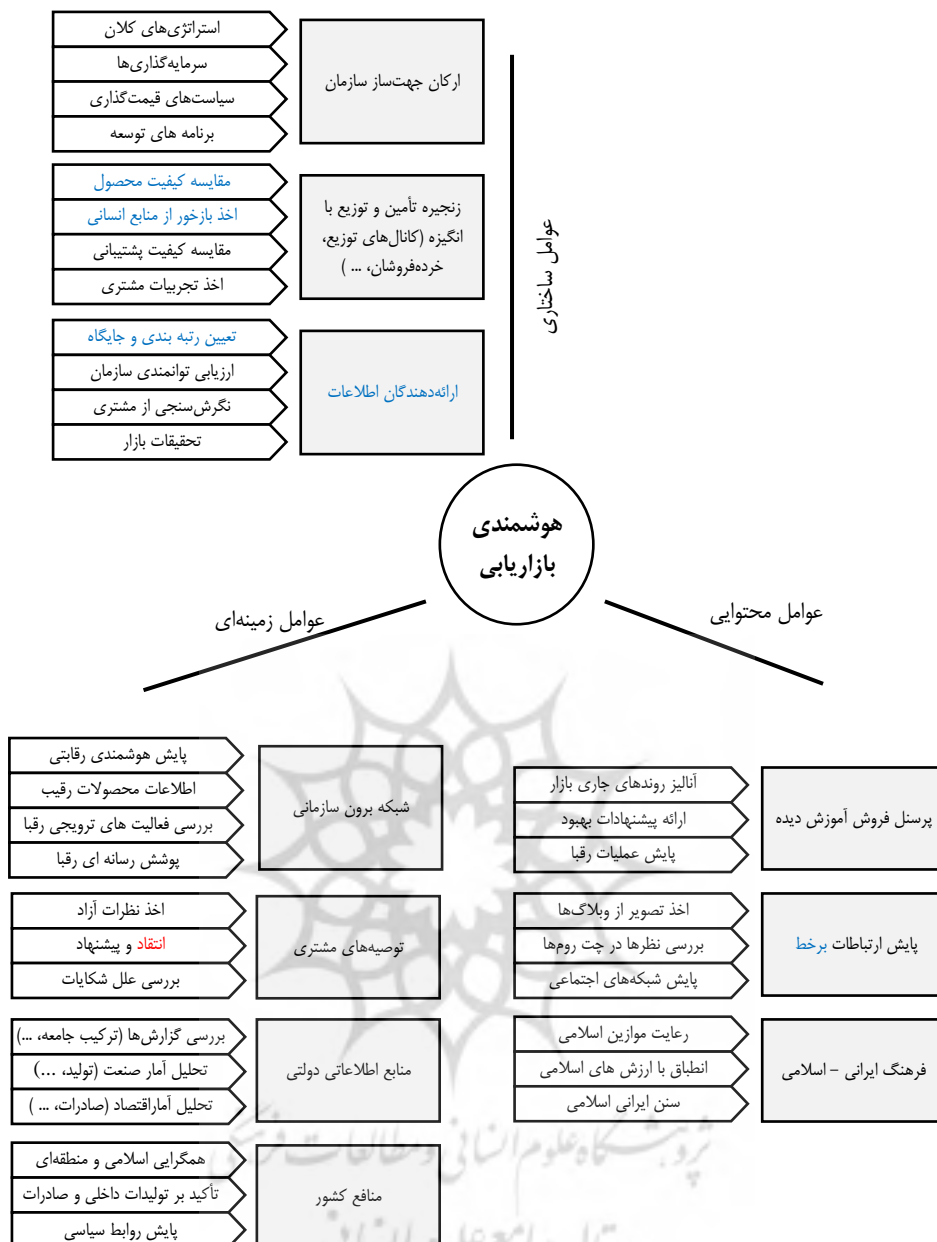 استراتژی‌های کلان
سرمایه‌گذاری‌ها
سیاست‌های قیمت‌گذاری
برنامه های توسعه
ارکان جهت‌ساز سازمان
مقایسه کیفیت محصول
اخذ بازخور از منابع انسانی
مقایسه کیفیت پشتیبانی
اخذ تجربیات مشتری
زنجیره تأمین و توزیع با
انگیزه (کانال‌های توزیع،
خرده‌فروشان، ... )
تعیین رتبه بندی و جایگاه
ارزیابی توانمندی سازمان
نگرش‌سنجی از مشتری
تحقیقات بازار
ارائه‌دهندگان اطلاعات
عوامل ساختاری
هوشمندی
بازاریابی
عوامل محتوایی
عوامل زمینه‌ای
پرسنل فروش آموزش دیده
آنالیز روندهای جاری بازار
ارائه پیشنهادات بهبود
پایش عملیات رقبا
پایش ارتباطات برخط
اخذ تصویر از وبلاگ‌ها
بررسی نظرها در چت روم‌ها
پایش شبکه‌های اجتماعی
فرهنگ ایرانی – اسلامی
رعایت موازین اسلامی
انطباق با ارزش های اسلامی
سنن ایرانی اسلامی
شبکه برون سازمانی
پایش هوشمندی رقابتی
اطلاعات محصولات رقیب
بررسی فعالیت های ترویجی رقبا
پوشش رسانه ای رقبا
توصیه‌های مشتری
اخذ نظرات آزاد
انتقاد و پیشنهاد
بررسی علل شکایات
منابع اطلاعاتی دولتی
بررسی گزارش‌ها (ترکیب جامعه، ...)
تحلیل آمار صنعت (تولید، ...)
تحلیل آماراقتصاد (صادرات، ... )
منافع کشور
همگرایی اسلامی و منطقه‌ای
تأکید بر تولیدات داخلی و صادرات
پایش روابط سیاسی
پژوهشگاه علوم انسانی و مطالعات فرهنگی